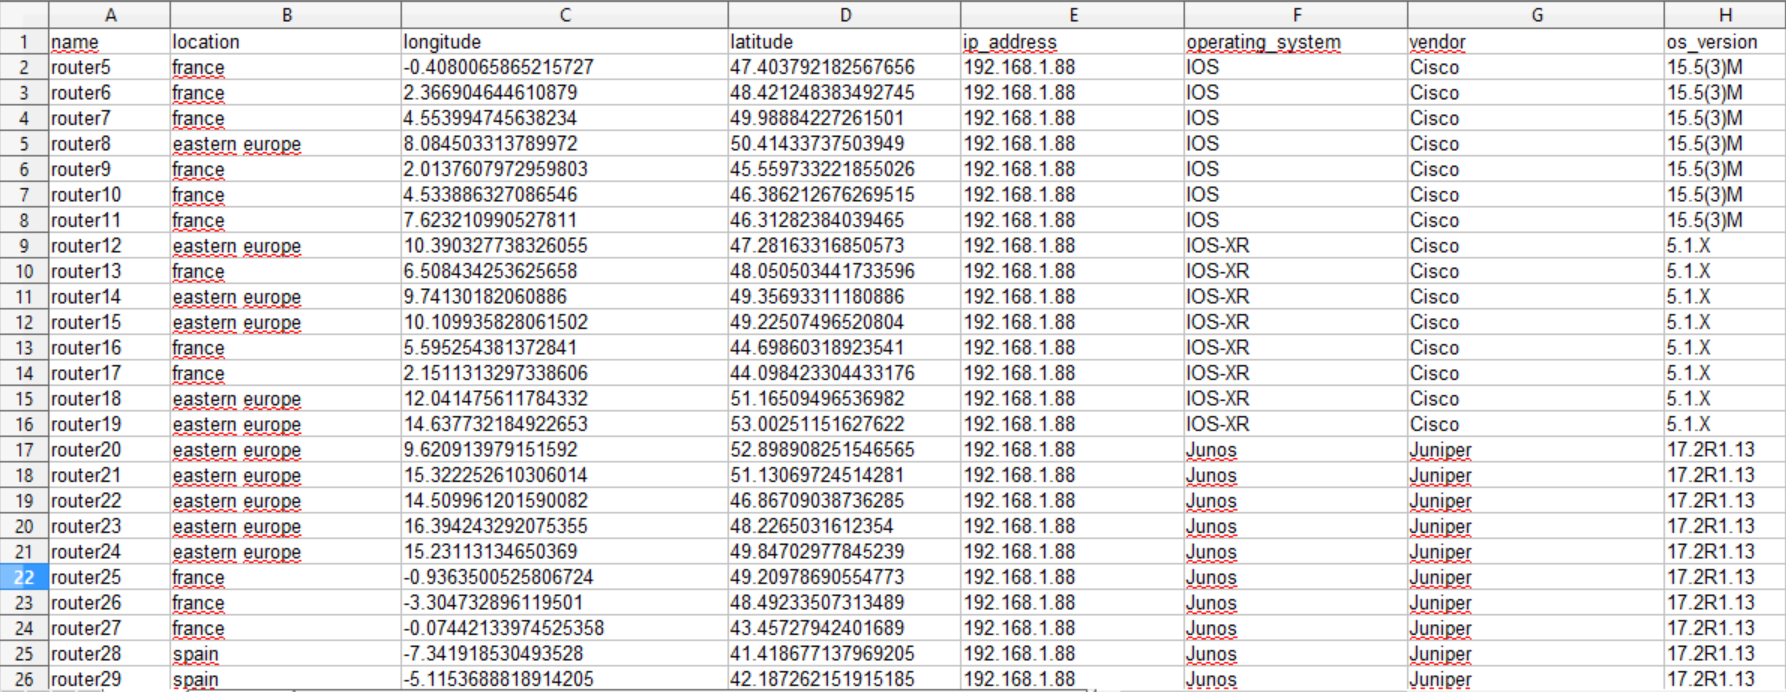 A B C D E F G H
1 name location longitude latitude ip_address operating_system vendor os_version
2 router5 france -0.4080065865215727 47.403792182567656 192.168.1.88 IOS Cisco 15.5(3)M
3 router6 france 2.366904644610879 48.421248383492745 192.168.1.88 IOS Cisco 15.5(3)M
4 router7 france 4.553994745638234 49.98884227261501 192.168.1.88 IOS Cisco 15.5(3)M
5 router8 eastern europe 8.084503313789972 50.41433737503949 192.168.1.88 IOS Cisco 15.5(3)M
6 router9 france 2.0137607972959803 45.559733221855026 192.168.1.88 IOS Cisco 15.5(3)M
7 router10 france 4.533886327086546 46.386212676269515 192.168.1.88 IOS Cisco 15.5(3)M
8 router11 france 7.623210990527811 46.31282384039465 192.168.1.88 IOS Cisco 15.5(3)M
9 router12 eastern europe 10.390327738326055 47.28163316850573 192.168.1.88 IOS-XR Cisco 5.1.X
10 router13 france 6.508434253625658 48.050503441733596 192.168.1.88 IOS-XR Cisco 5.1.X
11 router14 eastern europe 9.74130182060886 49.35693311180886 192.168.1.88 IOS-XR Cisco 5.1.X
12 router15 eastern europe 10.109935828061502 49.22507496520804 192.168.1.88 IOS-XR Cisco 5.1.X
13 router16 france 5.595254381372841 44.69860318923541 192.168.1.88 IOS-XR Cisco 5.1.X
14 router17 france 2.1511313297338606 44.098423304433176 192.168.1.88 IOS-XR Cisco 5.1.X
15 router18 eastern europe 12.041475611784332 51.16509496536982 192.168.1.88 IOS-XR Cisco 5.1.X
16 router19 eastern europe 14.637732184922653 53.00251151627622 192.168.1.88 IOS-XR Cisco 5.1.X
17 router20 eastern europe 9.620913979151592 52.898908251546565 192.168.1.88 Junos Juniper 17.2R1.13
18 router21 eastern europe 15.322252610306014 51.13069724514281 192.168.1.88 Junos Juniper 17.2R1.13
19 router22 eastern europe 14.509961201590082 46.86709038736285 192.168.1.88 Junos Juniper 17.2R1.13
20 router23 eastern europe 16.394243292075355 48.2265031612354 192.168.1.88 Junos Juniper 17.2R1.13
21 router24 eastern europe 15.23113134650369 49.84702977845239 192.168.1.88 Junos Juniper 17.2R1.13
22 router25 france -0.9363500525806724 49.20978690554773 192.168.1.88 Junos Juniper 17.2R1.13
23 router26 france -3.304732896119501 48.49233507313489 192.168.1.88 Junos Juniper 17.2R1.13
24 router27 france -0.07442133974525358 43.45727942401689 192.168.1.88 Junos Juniper 17.2R1.13
25 router28 spain -7.341918530493528 41.418677137969205 192.168.1.88 Junos Juniper 17.2R1.13
26 router29 spain -5.1153688818914205 42.187262151915185 192.168.1.88 Junos Juniper 17.2R1.13